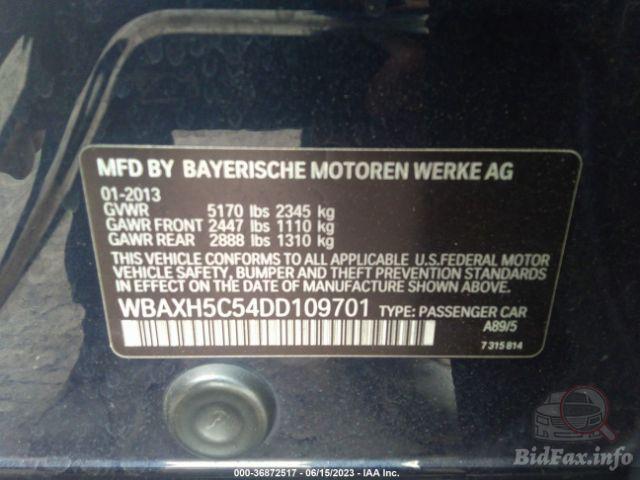 MFD BY BAYERISCHE MOTOREN WERKE AG
01-2013
GVWR 5170 lbs 2345 kg
GAWR FRONT 2447 lbs 1110 kg
GAWR REAR 2888 lbs 1310 kg
THIS VEHICLE CONFORMS TO ALL APPLICABLE U.S.FEDERAL MOTOR
VEHICLE SAFETY, BUMPER AND THEFT PREVENTION STANDARDS IN
EFFECT ON THE DATE OF MANUFACTURE SHOWN ABOVE.
WBAXH5C54DD109701 TYPE: PASSENGER CAR
A89/5
7 315 814
BidFax.info
000-36872517 - 06/15/2023 - IAA Inc.